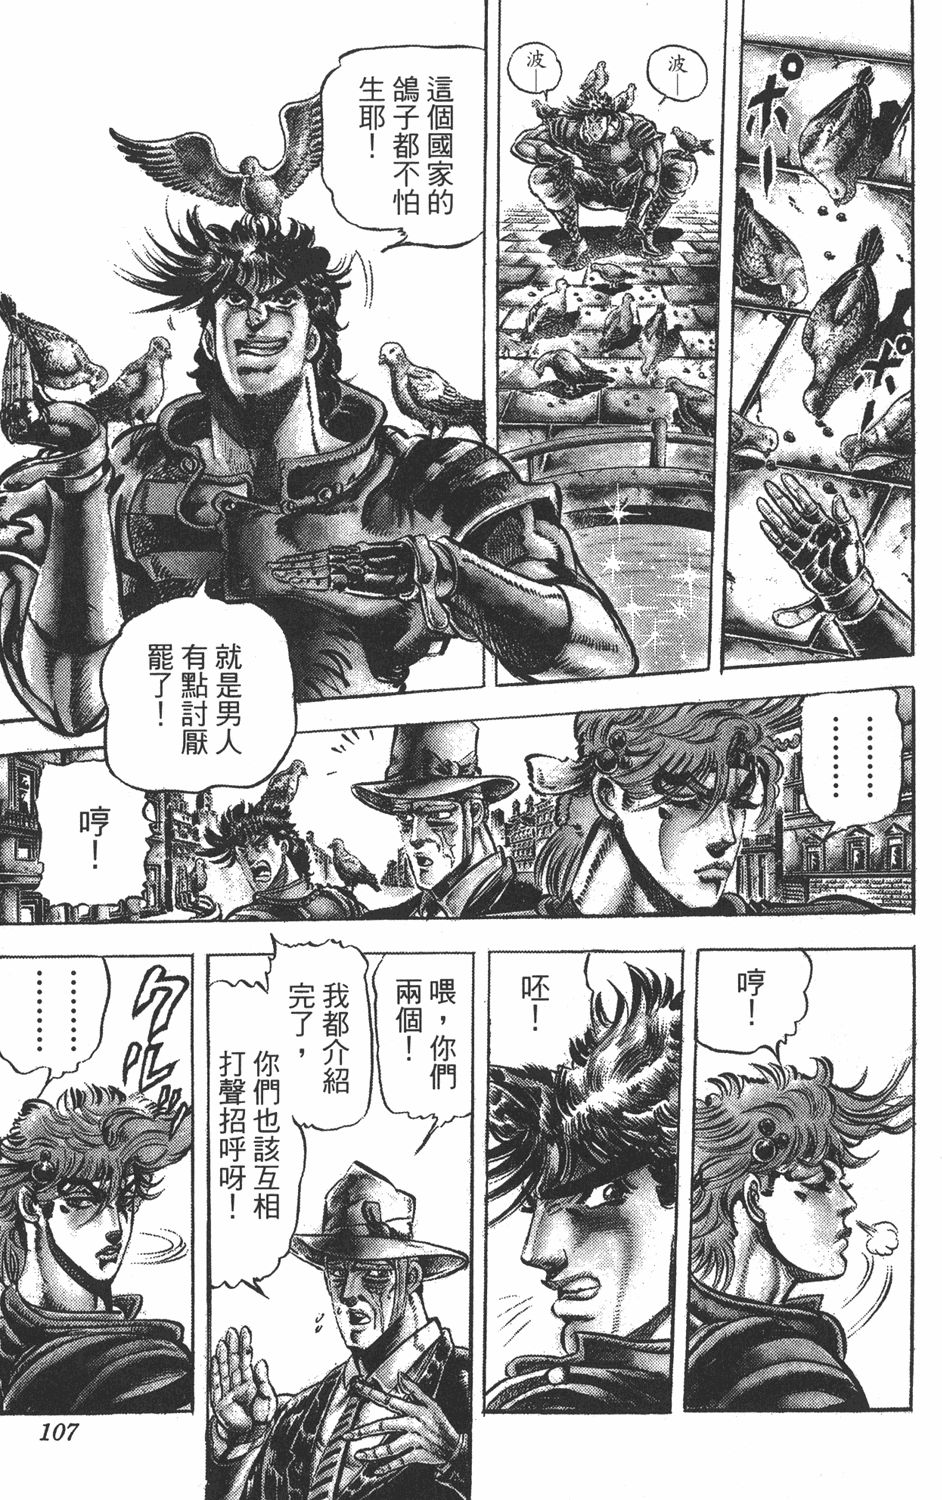 ポー
ポ
波—
波—
這個國家的
鴿子都不怕
生耶！
就是男人
有點討厭
罷了！
………
………
哼！
哼！
呸！
喂，你們
兩個！
我都介紹
完了，
你們也該互相
打聲招呼呀！
クル
………
………
107